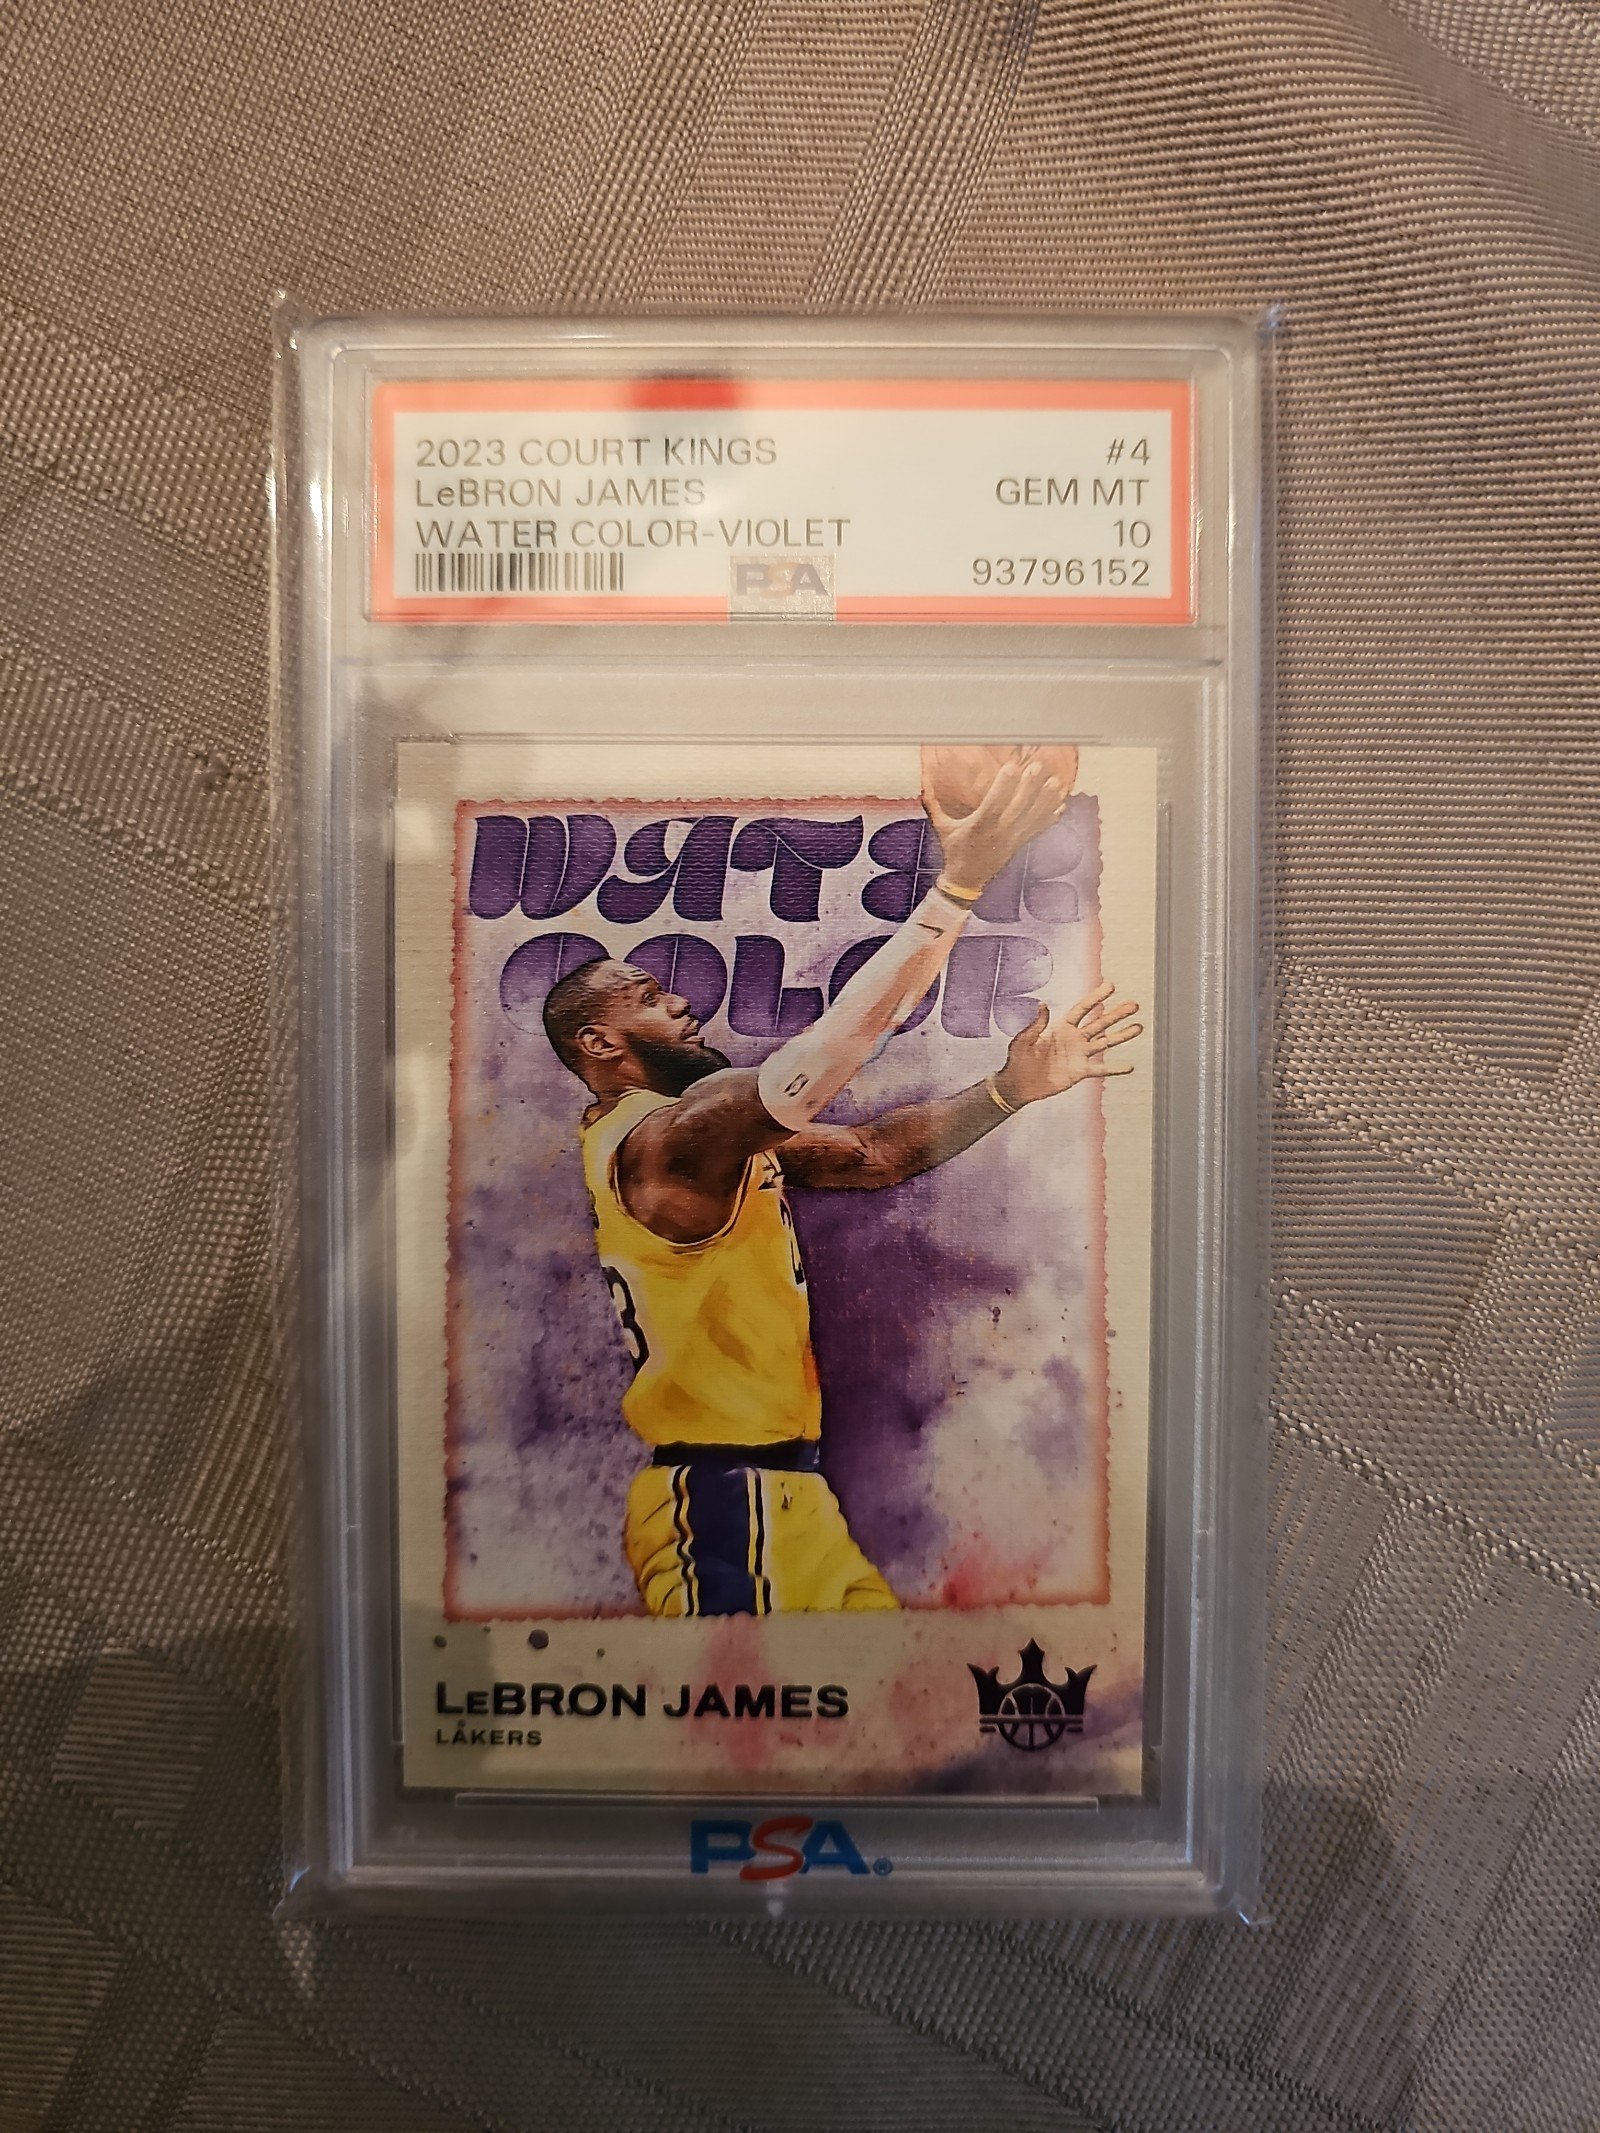 2023 COURT KINGS #4
LeBRON JAMES GEM MT
WATER COLOR-VIOLET 10
PSA 93796152
WATER
COLOR
3
LEBRON JAMES
LAKERS
PSA®